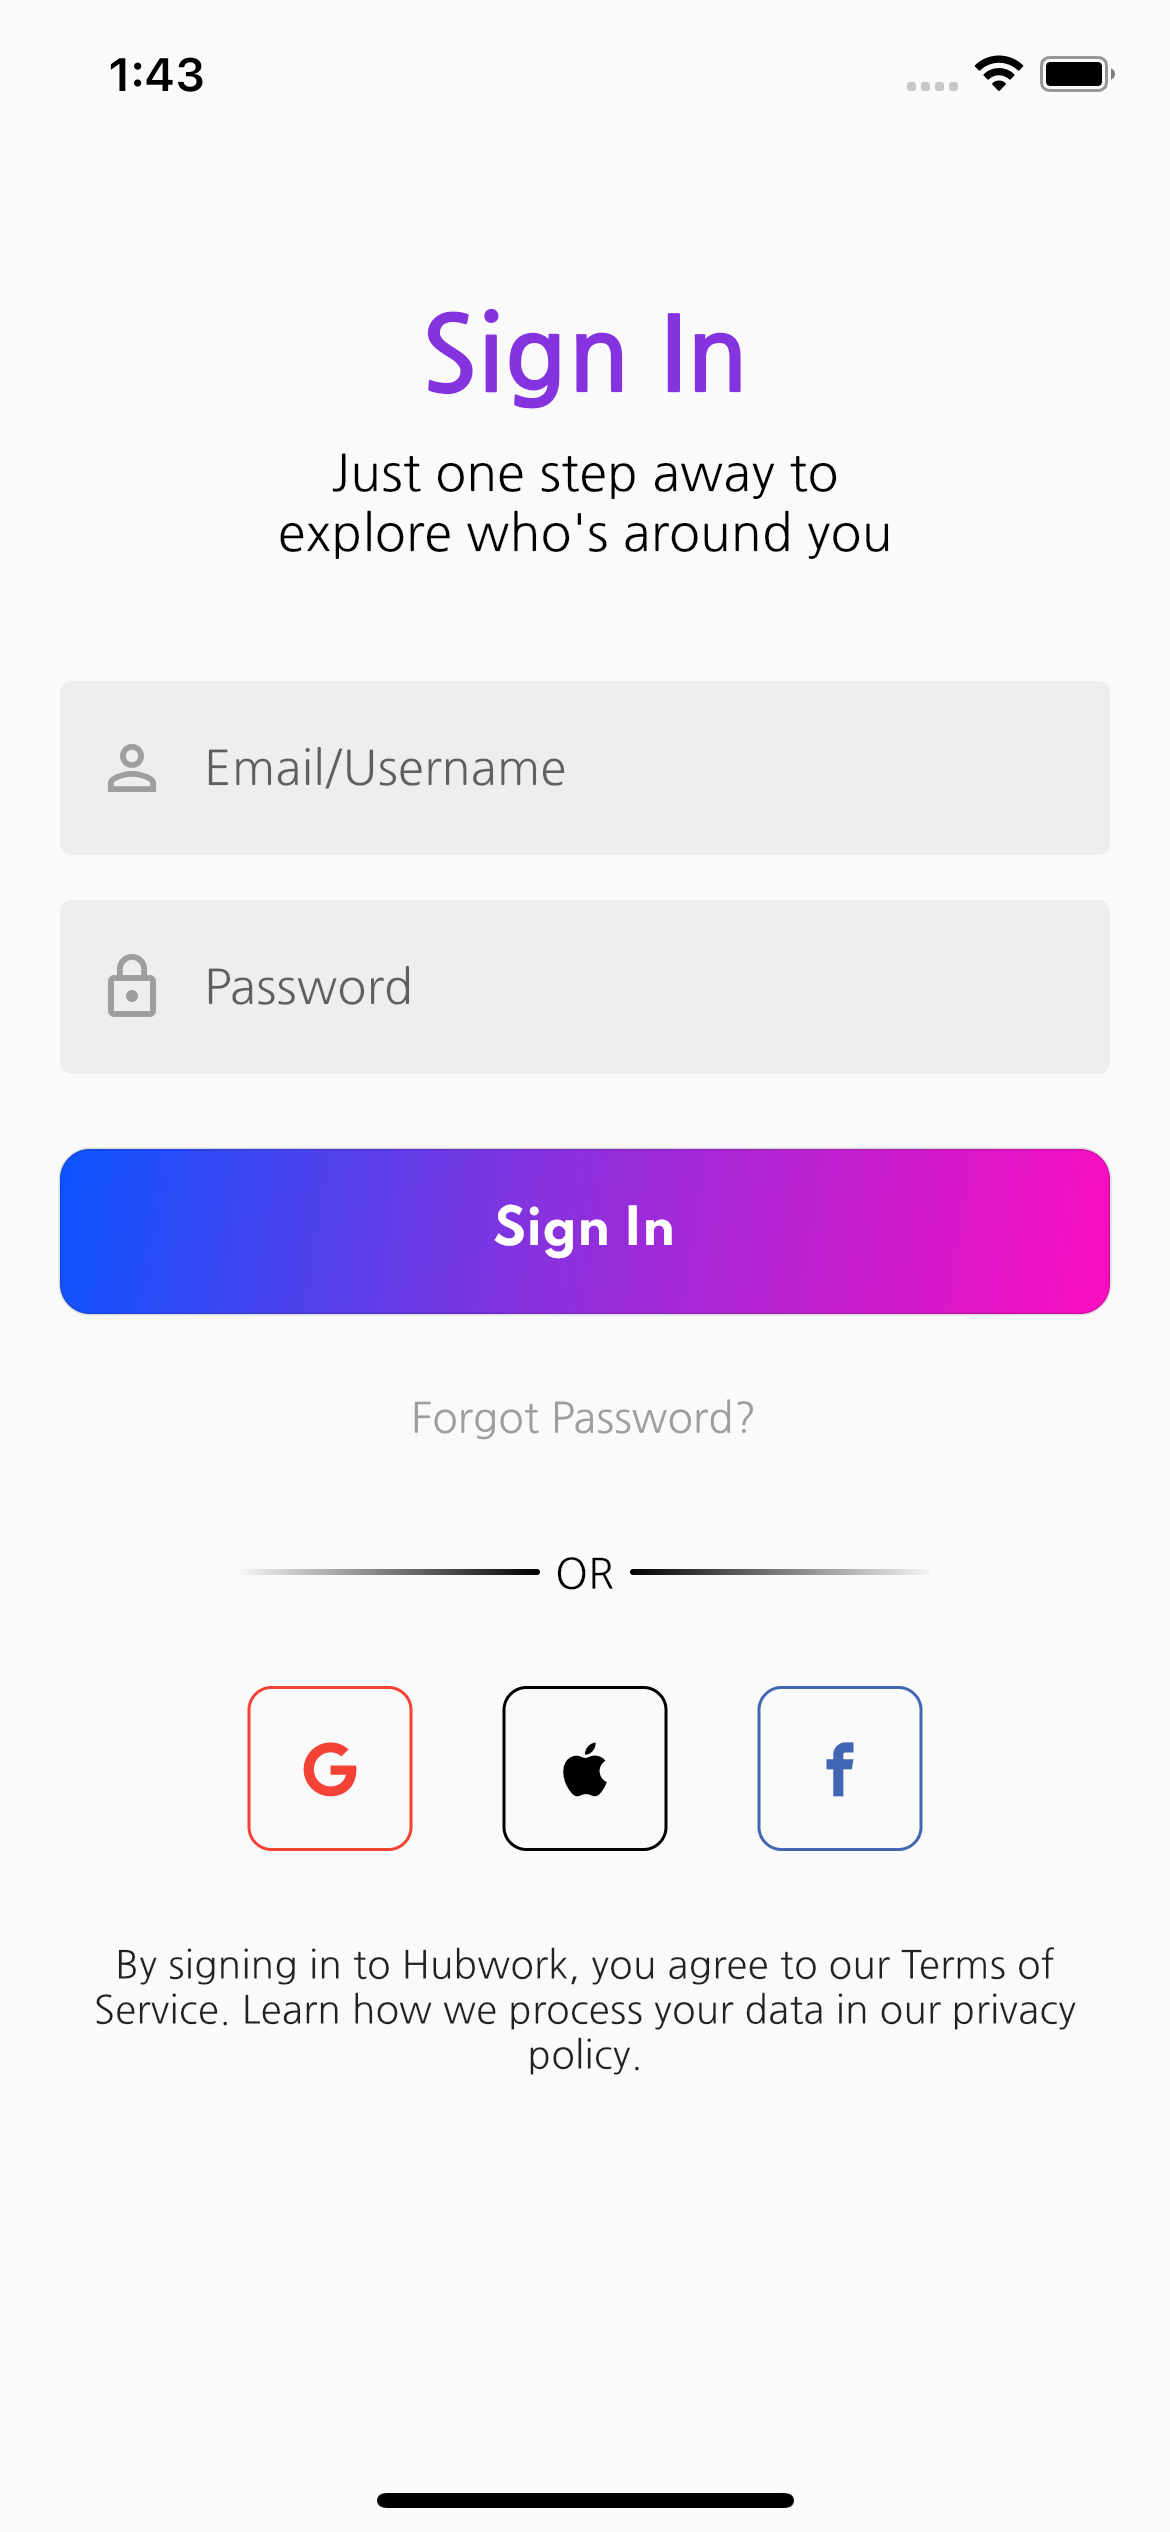 1:43
Sign In
Just one step away to
explore who's around you
Email/Username
Password
Sign In
Forgot Password?
OR
By signing in to Hubwork, you agree to our Terms of
Service. Learn how we process your data in our privacy
policy.